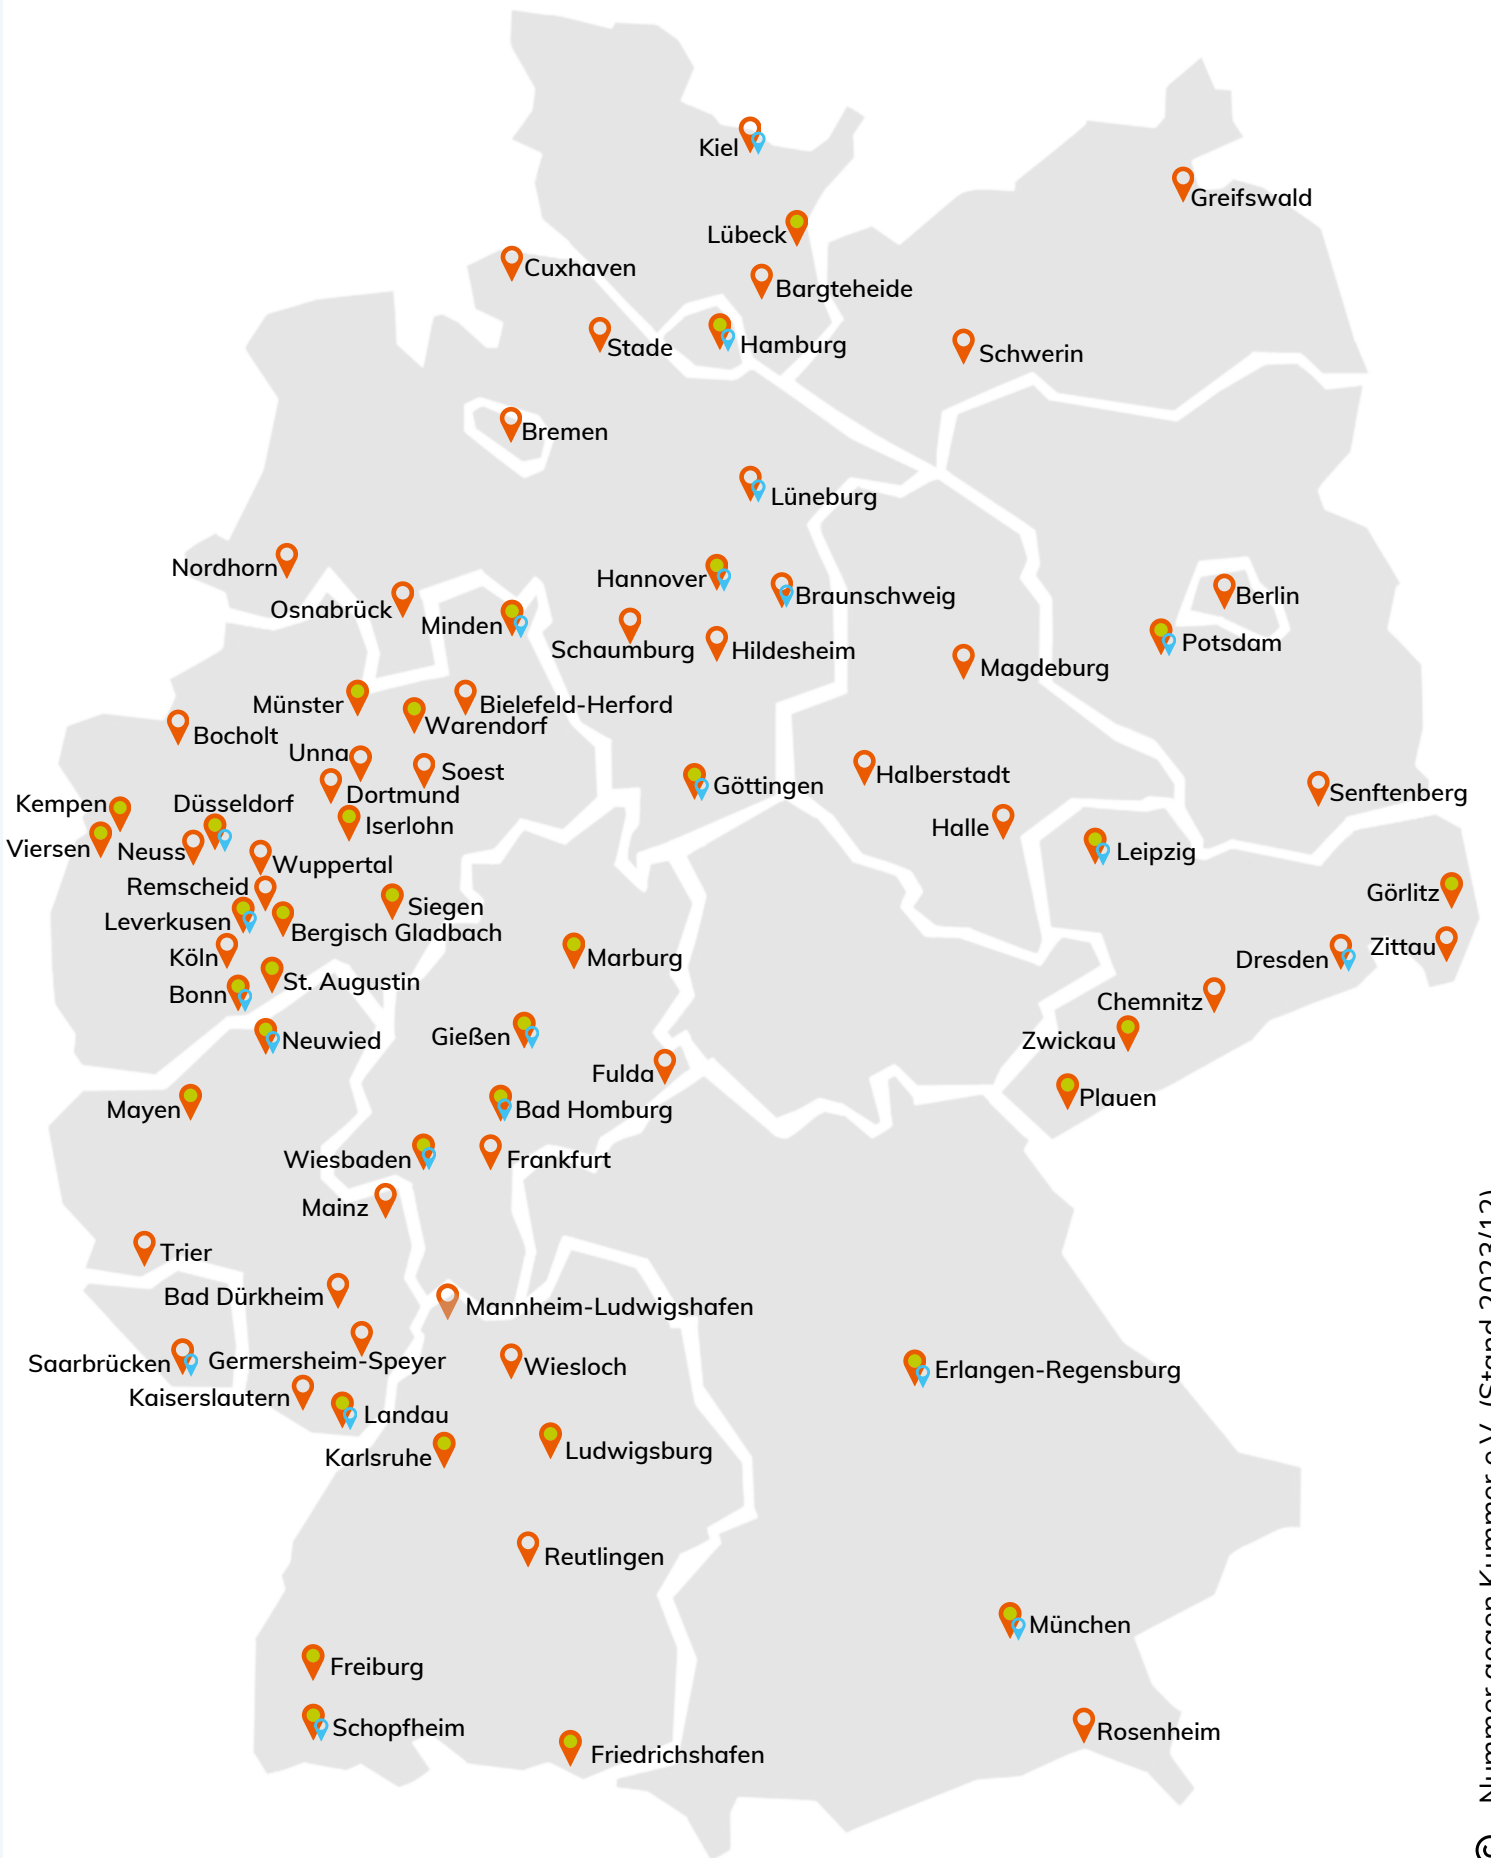 Kiel
Greifswald
Lübeck
Cuxhaven
Bargteheide
Stade
Hamburg
Schwerin
Bremen
Lüneburg
Nordhorn
Hannover
Braunschweig
Berlin
Osnabrück
Minden
Schaumburg
Hildesheim
Potsdam
Magdeburg
Münster
Bielefeld-Herford
Warendorf
Bocholt
Unna
Soest
Halberstadt
Göttingen
Senftenberg
Dortmund
Kempen
Düsseldorf
Iserlohn
Halle
Viersen
Neuss
Leipzig
Wuppertal
Remscheid
Görlitz
Siegen
Leverkusen
Bergisch Gladbach
Zittau
Köln
Marburg
Dresden
St. Augustin
Bonn
Chemnitz
Gießen
Neuwied
Zwickau
Fulda
Plauen
Mayen
Bad Homburg
Wiesbaden
Frankfurt
Mainz
Trier
Bad Dürkheim
Mannheim-Ludwigshafen
Germersheim-Speyer
Saarbrücken
Wiesloch
Erlangen-Regensburg
Kaiserslautern
Landau
Ludwigsburg
Karlsruhe
Reutlingen
München
Freiburg
Schopfheim
Rosenheim
Friedrichshafen